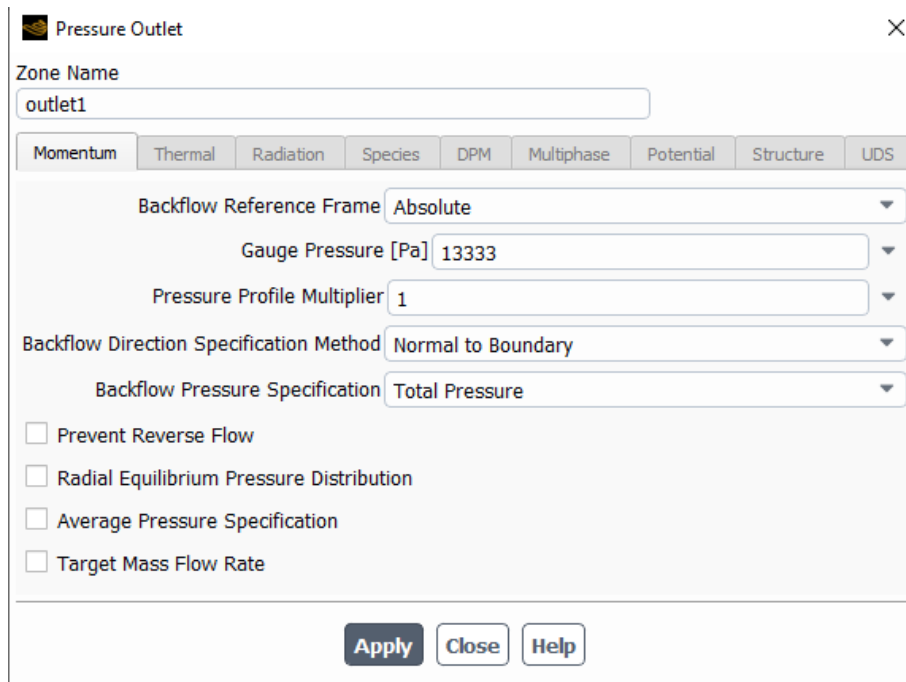 Pressure Outlet
Zone Name
outlet1
Momentum Thermal Radiation Species DPM Multiphase Potential Structure UDS
Backflow Reference Frame Absolute
Gauge Pressure [Pa] 13333
Pressure Profile Multiplier 1
Backflow Direction Specification Method Normal to Boundary
Backflow Pressure Specification Total Pressure
Prevent Reverse Flow
Radial Equilibrium Pressure Distribution
Average Pressure Specification
Target Mass Flow Rate
Apply Close Help